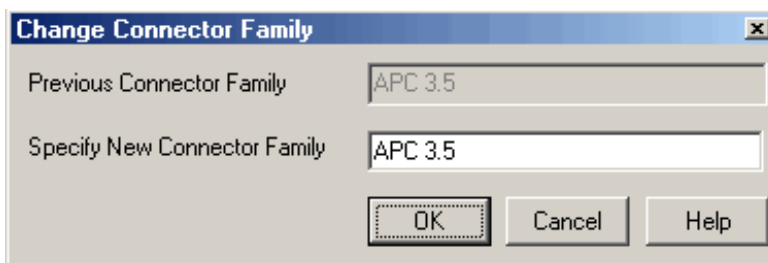 Change Connector Family
Previous Connector Family APC 3.5
Specify New Connector Family APC 3.5
OK Cancel Help